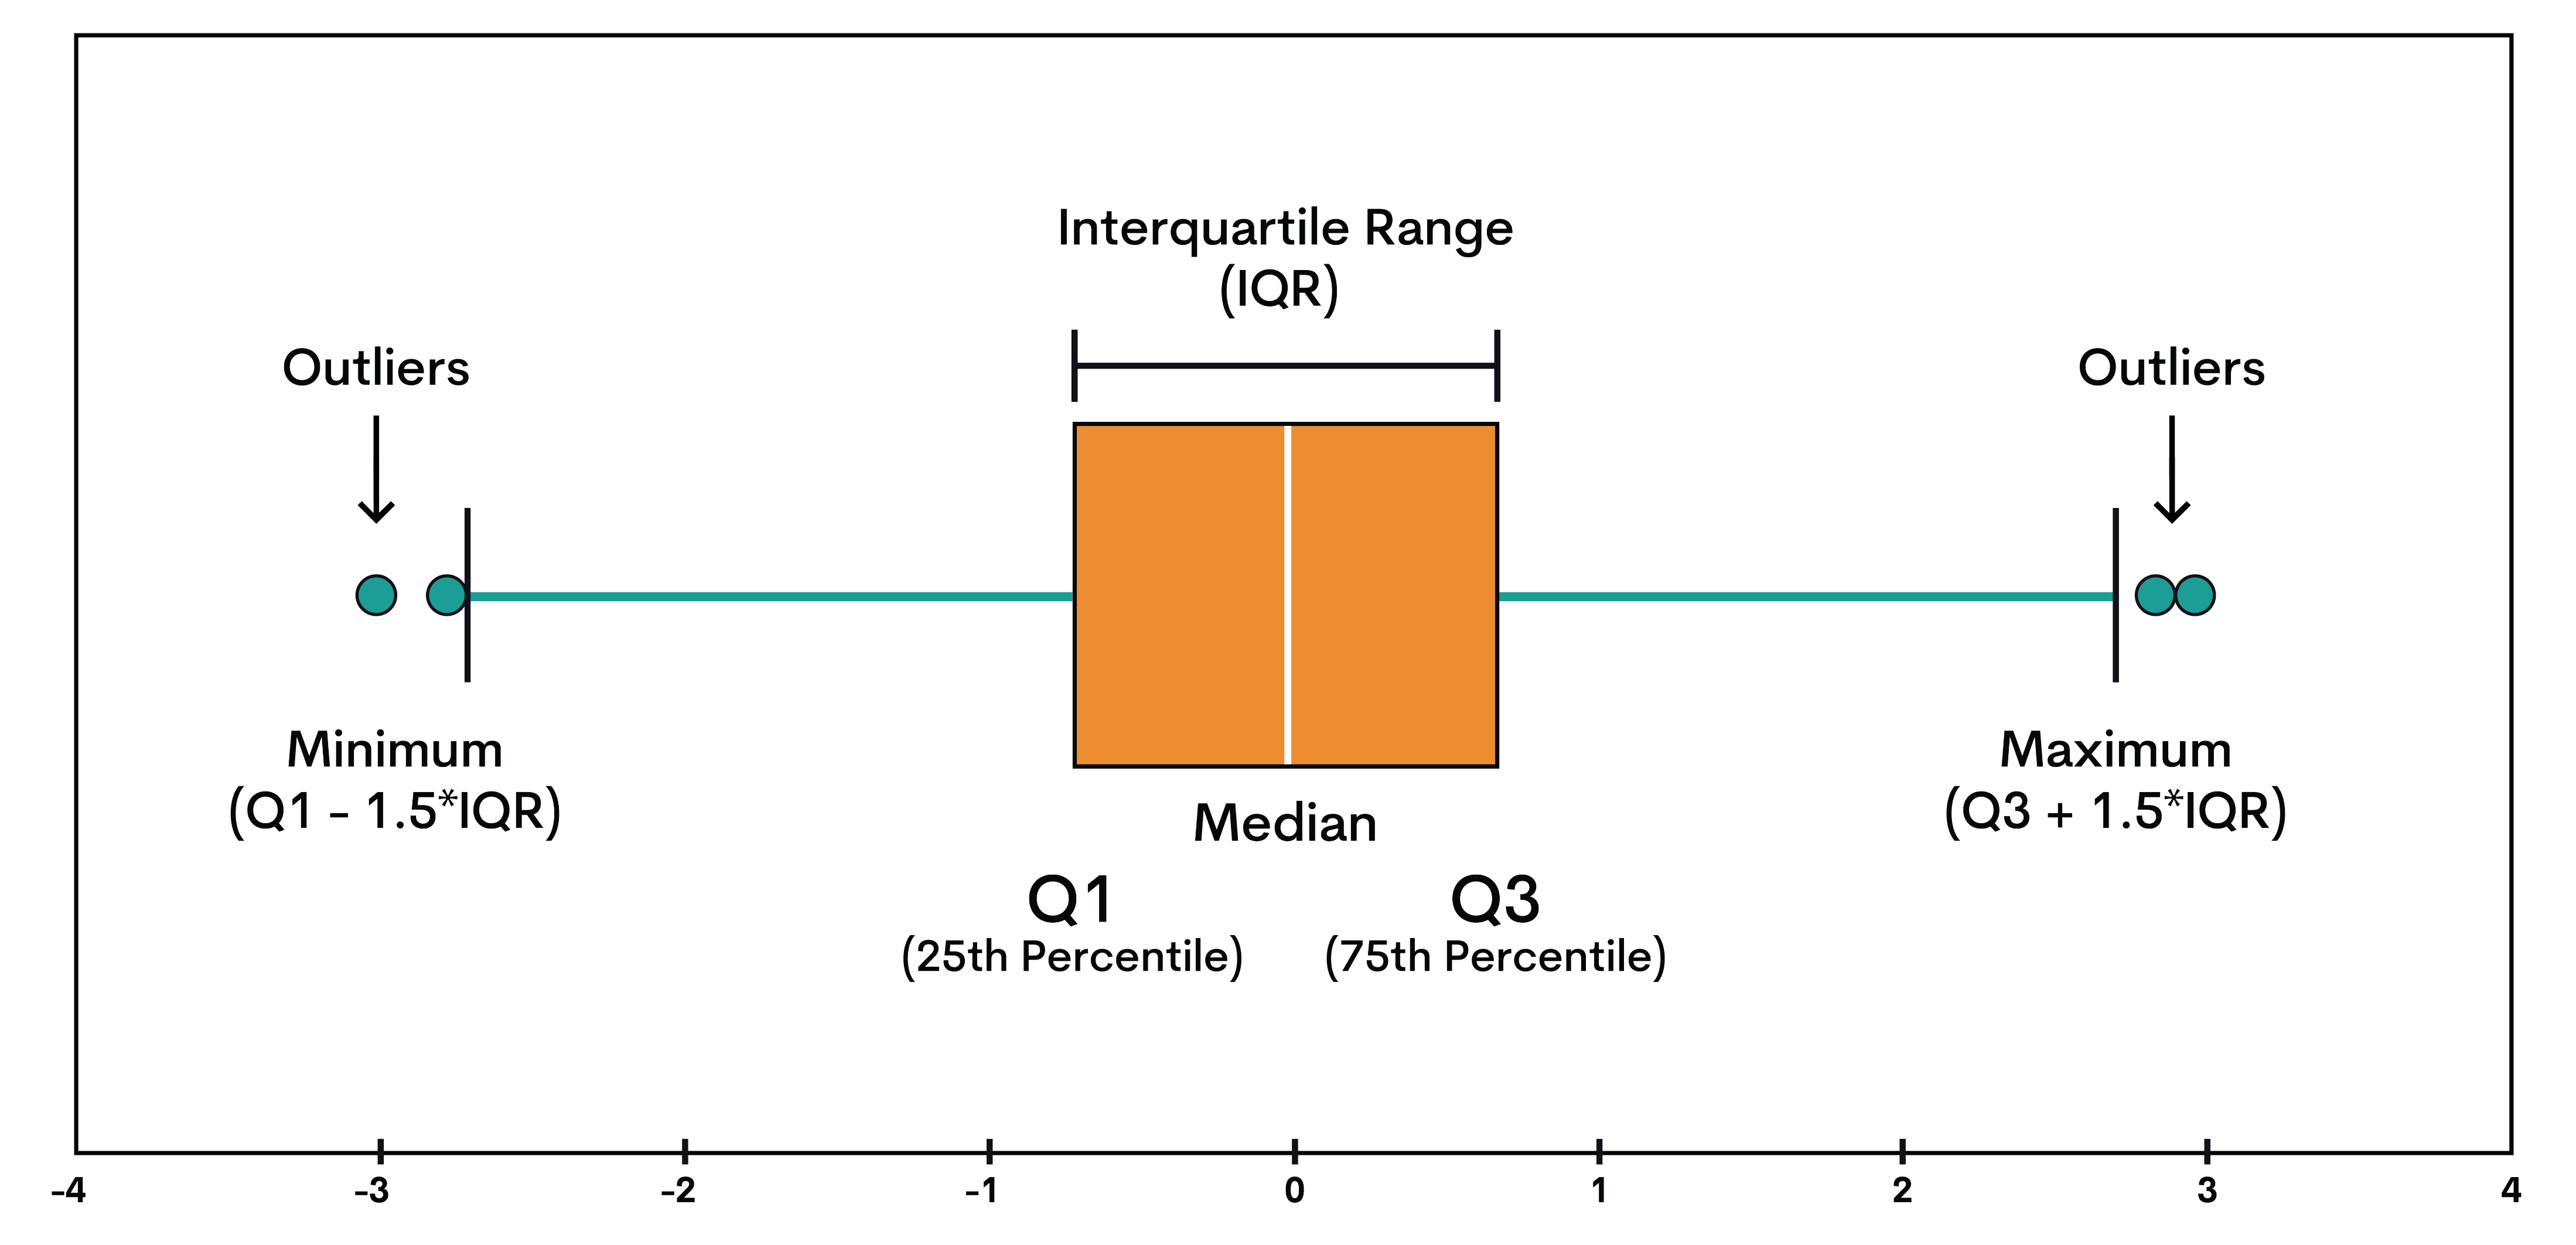 Interquartile Range
(IQR)
Outliers
Outliers
Minimum
(Q1 - 1.5*IQR)
Maximum
(Q3 + 1.5*IQR)
Median
Q1
(25th Percentile)
Q3
(75th Percentile)
-4
-3
-2
-1
0
1
2
3
4